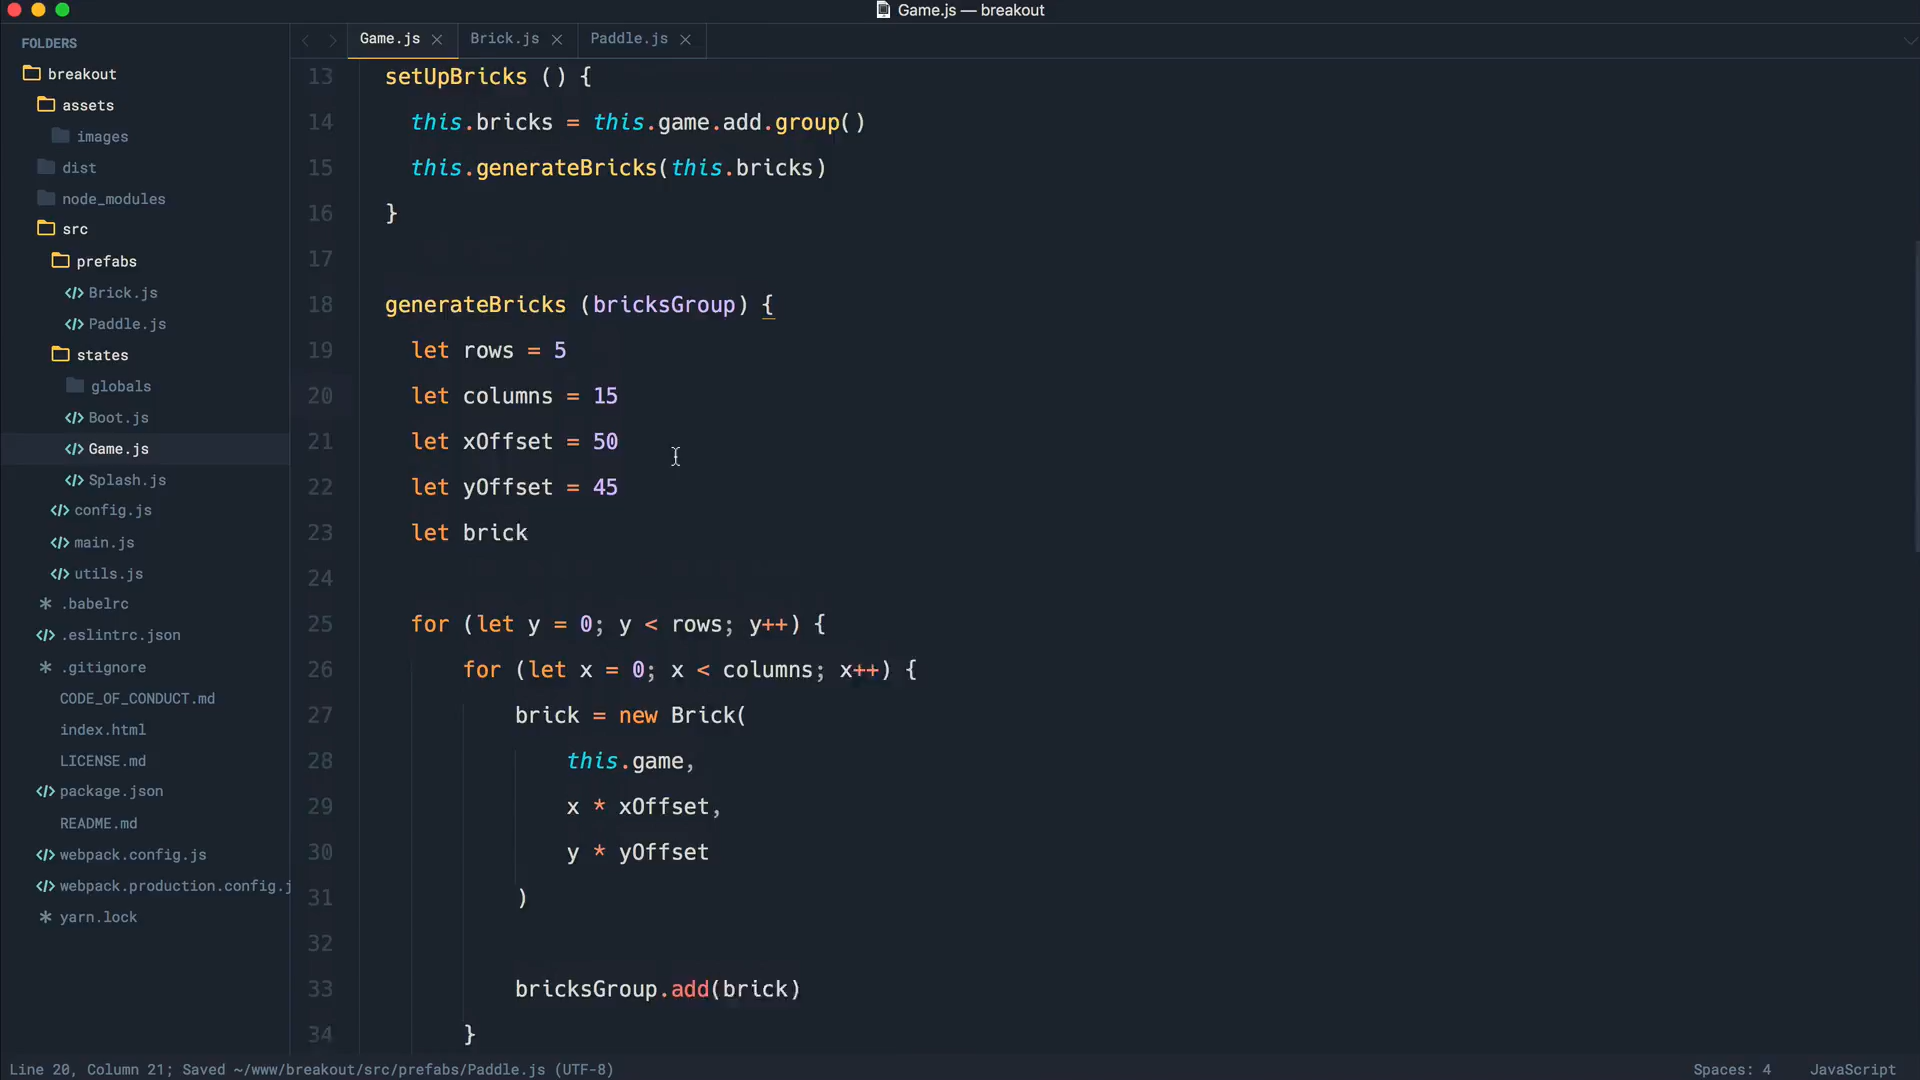 Game.js — breakout
FOLDERS
breakout
assets
images
dist
node_modules
src
prefabs
Brick.js
Paddle.js
states
globals
Boot.js
Game.js
Splash.js
config.js
main.js
utils.js
.babelrc
.eslintrc.json
.gitignore
CODE_OF_CONDUCT.md
index.html
LICENSE.md
package.json
README.md
webpack.config.js
webpack.production.config.j
yarn.lock
Game.js Brick.js Paddle.js
13 setUpBricks () {
14 this.bricks = this.game.add.group()
15 this.generateBricks(this.bricks)
16 }
17
18 generateBricks (bricksGroup) {
19 let rows = 5
20 let columns = 15
21 let xOffset = 50
22 let yOffset = 45
23 let brick
24
25 for (let y = 0; y < rows; y++) {
26 for (let x = 0; x < columns; x++) {
27 brick = new Brick(
28 this.game,
29 x * xOffset,
30 y * yOffset
31 )
32
33 bricksGroup.add(brick)
34 }
Line 20, Column 21; Saved ~/www/breakout/src/prefabs/Paddle.js (UTF-8) Spaces: 4 JavaScript